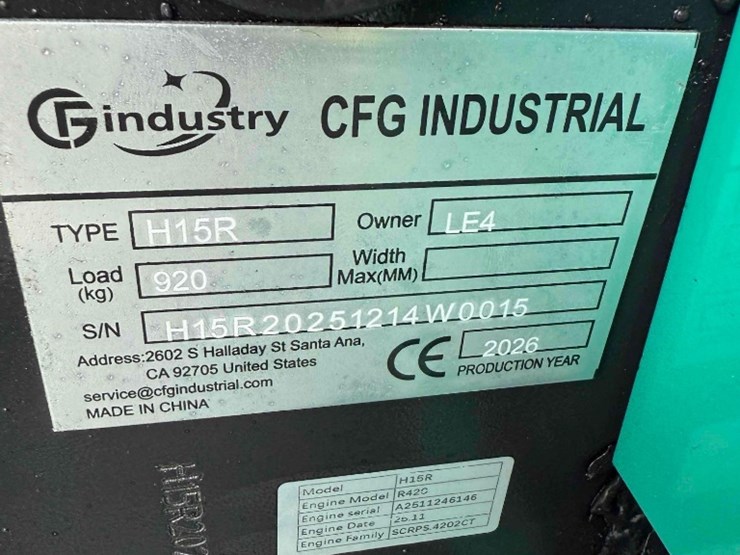 CFindustry CFG INDUSTRIAL
TYPE H15R Owner LE4
Load (kg) 920 Width Max(MM)
S/N H15R20251214W0015
Address:2602 S Halladay St Santa Ana,
CA 92705 United States
service@cfgindustrial.com
MADE IN CHINA
CE 2026
PRODUCTION YEAR
Model H15R
Engine Model R420
Engine serial A2511246146
Engine Date 25.11
Engine Family SCRPS.4202CT